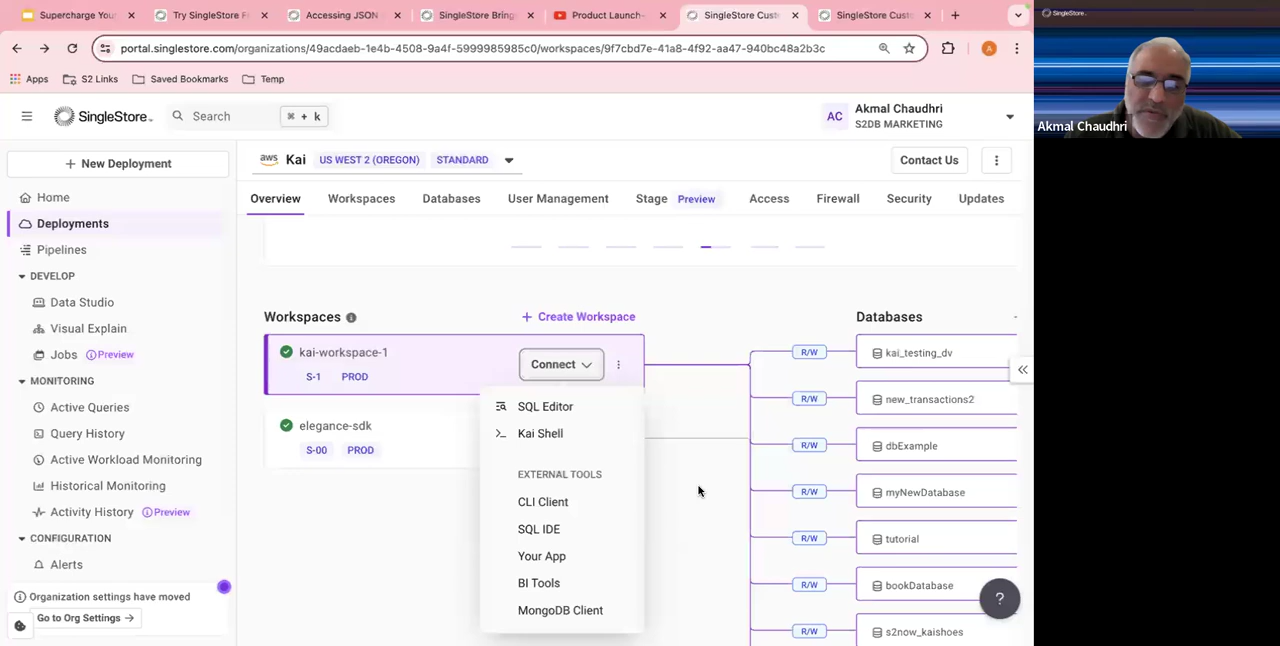 Supercharge Your
Try SingleStore F
Accessing JSON
SingleStore Bring
Product Launch-
SingleStore Cust
SingleStore Cust
portal.singlestore.com/organizations/49acdaeb-1e4b-4508-9a4f-5999985985c0/workspaces/9f7cbd7e-41a8-4f92-aa47-940bc48a2b3c
A
Apps
S2 Links
Saved Bookmarks
Temp
SingleStore
Search
⌘ + k
AC
Akmal Chaudhri
S2DB MARKETING
+ New Deployment
Home
Deployments
Pipelines
DEVELOP
Data Studio
Visual Explain
Jobs
Preview
MONITORING
Active Queries
Query History
Active Workload Monitoring
Historical Monitoring
Activity History
Preview
CONFIGURATION
Alerts
Organization settings have moved
Go to Org Settings →
aws
Kai
US WEST 2 (OREGON)
STANDARD
Contact Us
Overview
Workspaces
Databases
User Management
Stage
Preview
Access
Firewall
Security
Updates
Workspaces
+ Create Workspace
kai-workspace-1
S-1
PROD
Connect
elegance-sdk
S-00
PROD
SQL Editor
Kai Shell
EXTERNAL TOOLS
CLI Client
SQL IDE
Your App
BI Tools
MongoDB Client
Databases
R/W
kai_testing_dv
R/W
new_transactions2
R/W
dbExample
R/W
myNewDatabase
R/W
tutorial
R/W
bookDatabase
R/W
s2now_kaishoes
?
SingleStore
Akmal Chaudhri